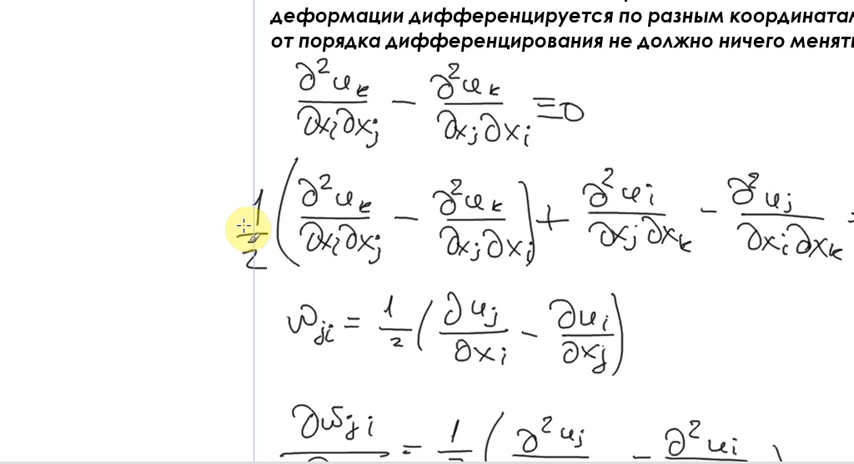 деформации дифференцируется по разным координатам
от порядка дифференцирования не должно ничего менять
∂²u_k/∂x_i∂x_j − ∂²u_k/∂x_j∂x_i ≡ 0
1/2 (∂²u_k/∂x_i∂x_j − ∂²u_k/∂x_j∂x_i) + ∂²u_i/∂x_j∂x_k − ∂²u_j/∂x_i∂x_k =
ω_ji = 1/2 (∂u_j/∂x_i − ∂u_i/∂x_j)
∂ω_ji = 1/2 (∂²u_j − ∂²u_i )